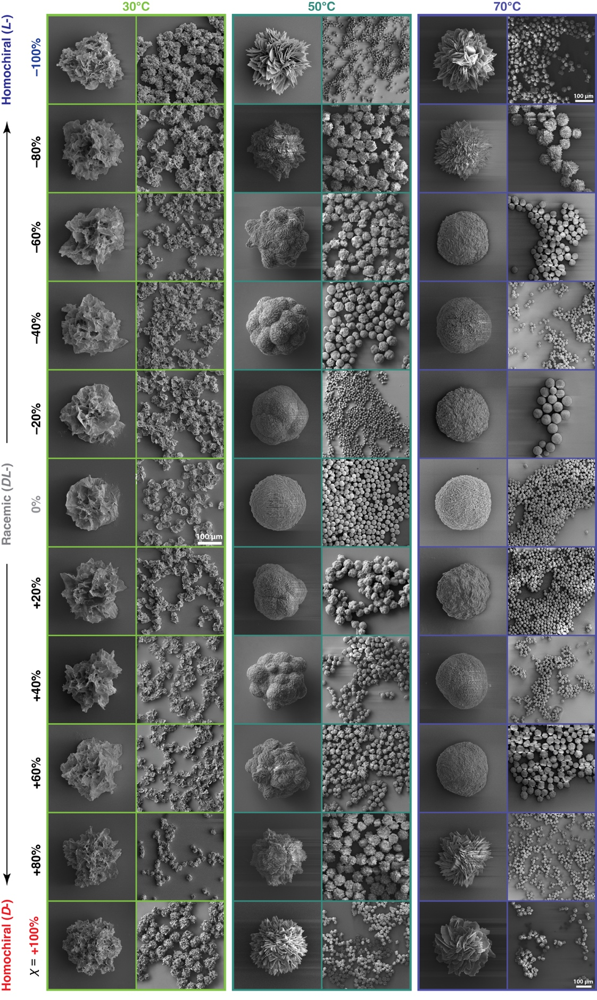 30°C
50°C
70°C
Homochiral (L-)
Racemic (DL-)
Homochiral (D-)
–100%
–80%
–60%
–40%
–20%
0%
+20%
+40%
+60%
+80%
χ = +100%
100 µm
100 µm
100 µm